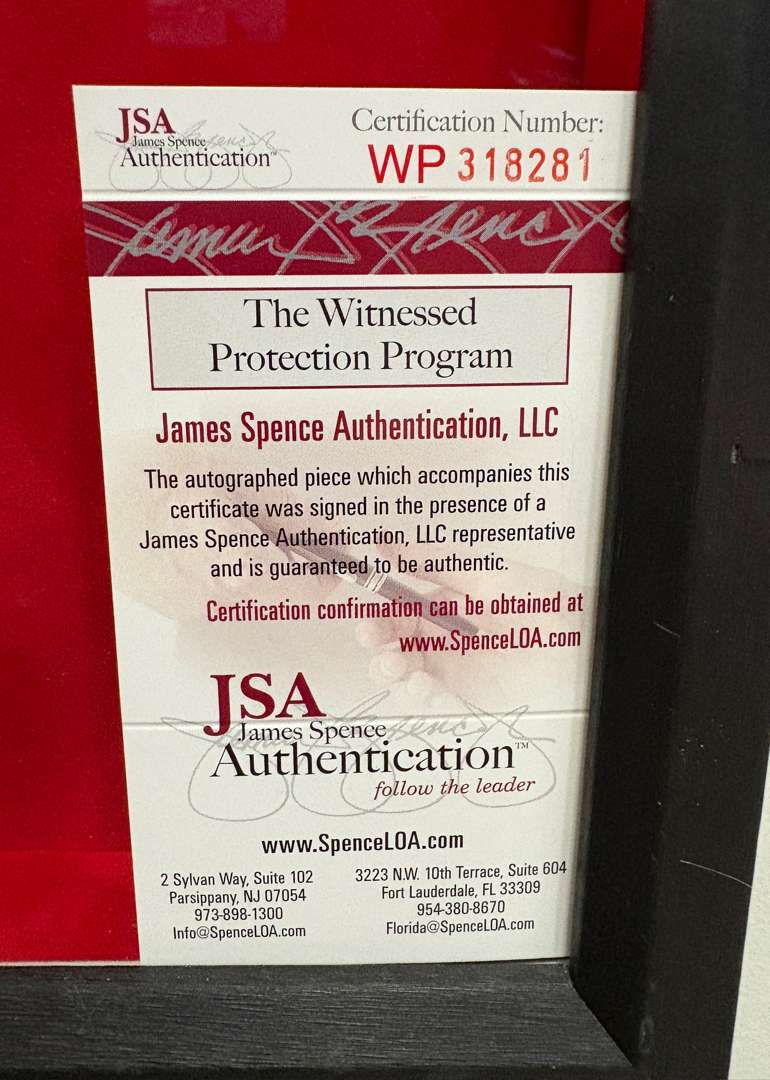 JSA
James Spence
Authentication™
Certification Number:
WP 318281
James Spence
The Witnessed
Protection Program
James Spence Authentication, LLC
The autographed piece which accompanies this
certificate was signed in the presence of a
James Spence Authentication, LLC representative
and is guaranteed to be authentic.
Certification confirmation can be obtained at
www.SpenceLOA.com
JSA
James Spence
Authentication™
follow the leader
www.SpenceLOA.com
2 Sylvan Way, Suite 102
Parsippany, NJ 07054
973-898-1300
Info@SpenceLOA.com
3223 N.W. 10th Terrace, Suite 604
Fort Lauderdale, FL 33309
954-380-8670
Florida@SpenceLOA.com